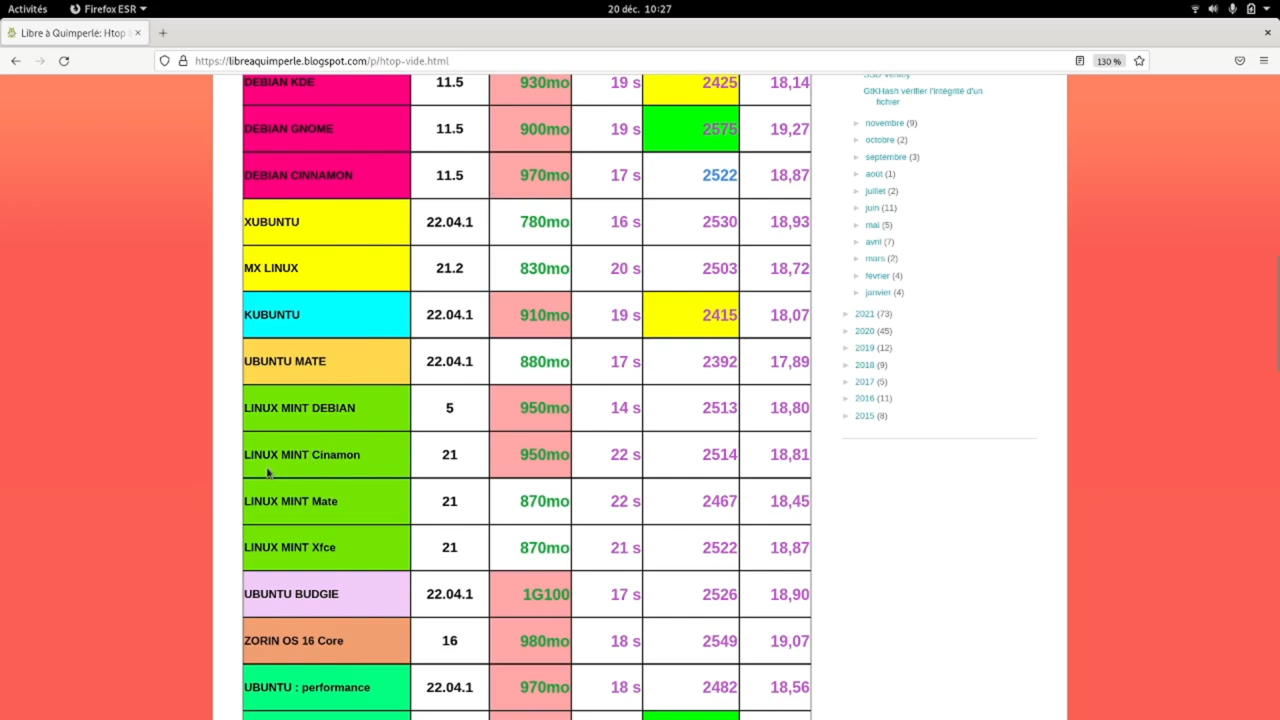 Activités Firefox ESR 20 déc. 10:27
Libre à Quimperlé: Htop à
https://libreaquimperle.blogspot.com/p/htop-vide.html 130 %
DEBIAN KDE 11.5 930mo 19 s 2425 18,14
DEBIAN GNOME 11.5 900mo 19 s 2575 19,27
DEBIAN CINNAMON 11.5 970mo 17 s 2522 18,87
XUBUNTU 22.04.1 780mo 16 s 2530 18,93
MX LINUX 21.2 830mo 20 s 2503 18,72
KUBUNTU 22.04.1 910mo 19 s 2415 18,07
UBUNTU MATE 22.04.1 880mo 17 s 2392 17,89
LINUX MINT DEBIAN 5 950mo 14 s 2513 18,80
LINUX MINT Cinamon 21 950mo 22 s 2514 18,81
LINUX MINT Mate 21 870mo 22 s 2467 18,45
LINUX MINT Xfce 21 870mo 21 s 2522 18,87
UBUNTU BUDGIE 22.04.1 1G100 17 s 2526 18,90
ZORIN OS 16 Core 16 980mo 18 s 2549 19,07
UBUNTU : performance 22.04.1 970mo 18 s 2482 18,56
GtKHash vérifier l'intégrité d'un
fichier
► novembre (9)
► octobre (2)
► septembre (3)
► août (1)
► juillet (2)
► juin (11)
► mai (5)
► avril (7)
► mars (2)
► février (4)
► janvier (4)
► 2021 (73)
► 2020 (45)
► 2019 (12)
► 2018 (9)
► 2017 (5)
► 2016 (11)
► 2015 (8)